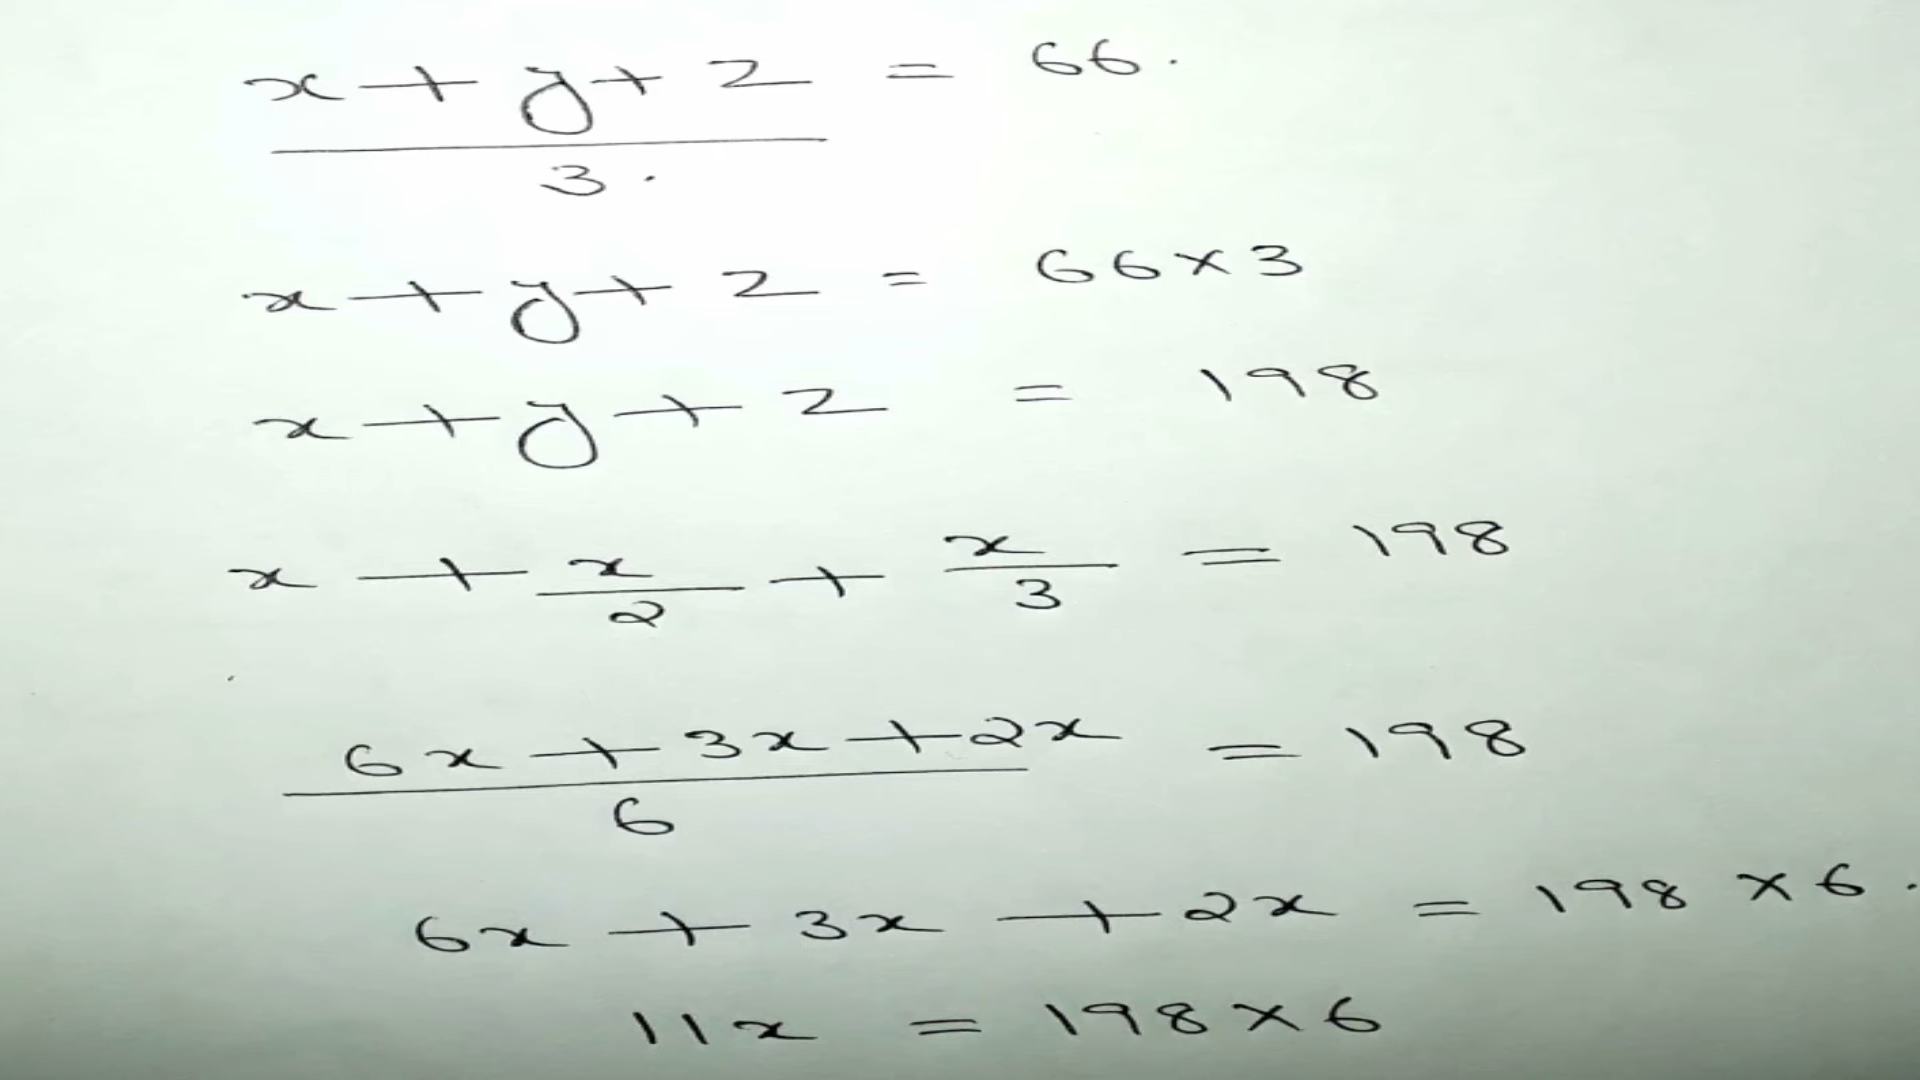 x + y + z = 66.
3.
x + y + z = 66 × 3
x + y + z = 198
x + x/2 + x/3 = 198
6x + 3x + 2x = 198
6
6x + 3x + 2x = 198 × 6.
11x = 198 × 6